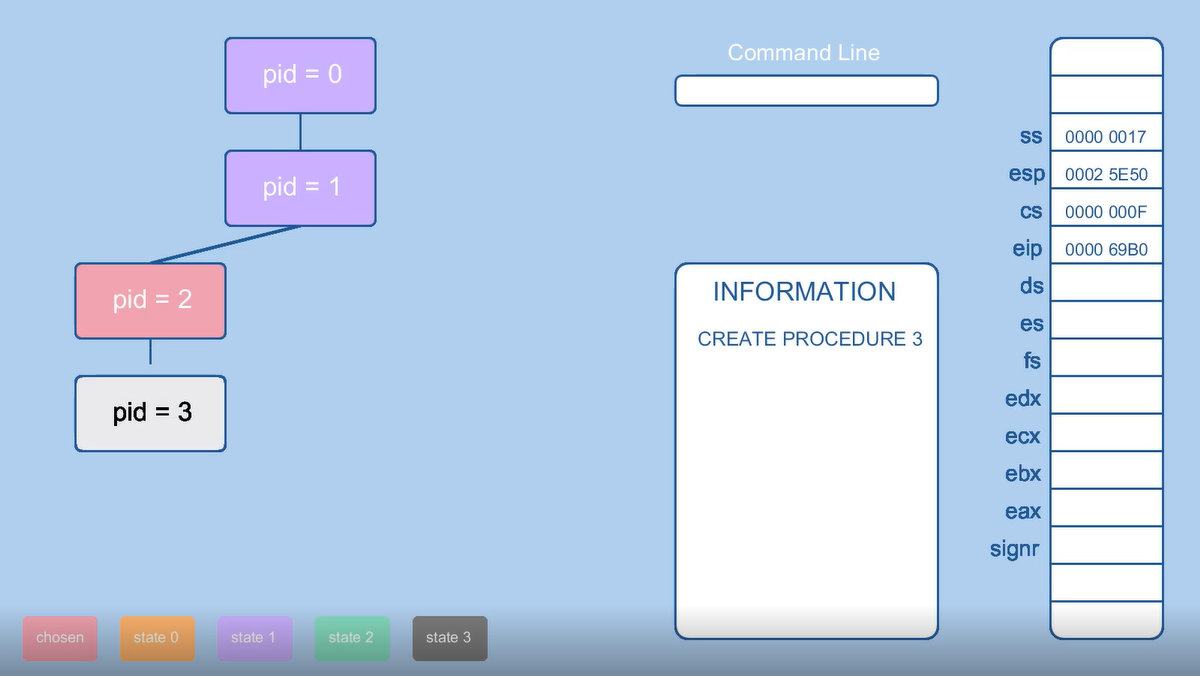 pid = 0
pid = 1
pid = 2
pid = 3
Command Line
INFORMATION
CREATE PROCEDURE 3
ss 0000 0017
esp 0002 5E50
cs 0000 000F
eip 0000 69B0
ds
es
fs
edx
ecx
ebx
eax
signr
chosen state 0 state 1 state 2 state 3